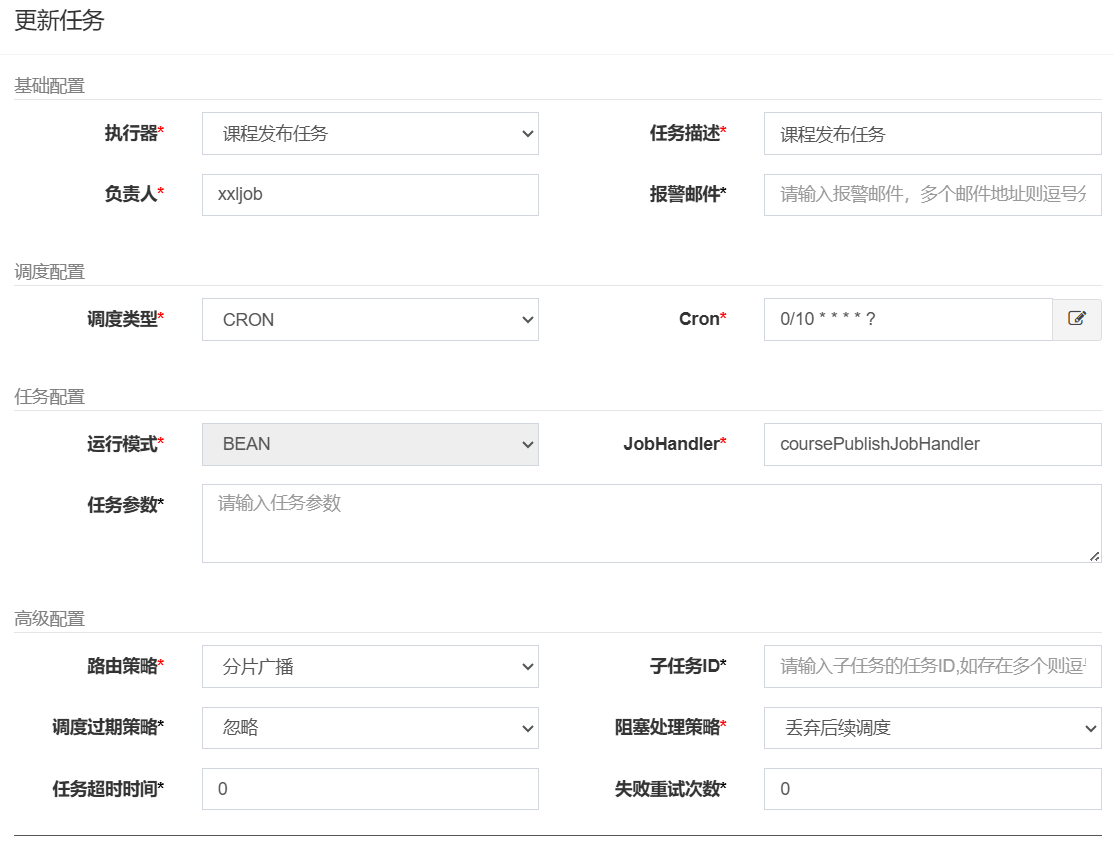 更新任务
基础配置
执行器* 课程发布任务 任务描述* 课程发布任务
负责人* xxljob 报警邮件* 请输入报警邮件，多个邮件地址则逗号分
调度配置
调度类型* CRON Cron* 0/10 * * * * ?
任务配置
运行模式* BEAN JobHandler* coursePublishJobHandler
任务参数* 请输入任务参数
高级配置
路由策略* 分片广播 子任务ID* 请输入子任务的任务ID,如存在多个则逗
调度过期策略* 忽略 阻塞处理策略* 丢弃后续调度
任务超时时间* 0 失败重试次数* 0